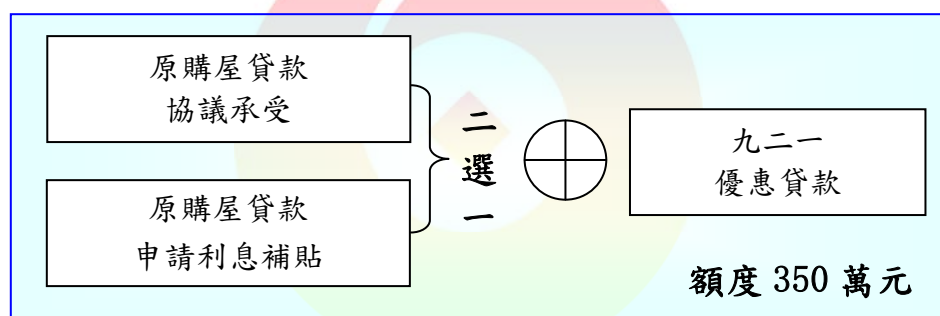 原購屋貸款
協議承受
原購屋貸款
申請利息補貼
二
選
一
九二一
優惠貸款
額度 350 萬元